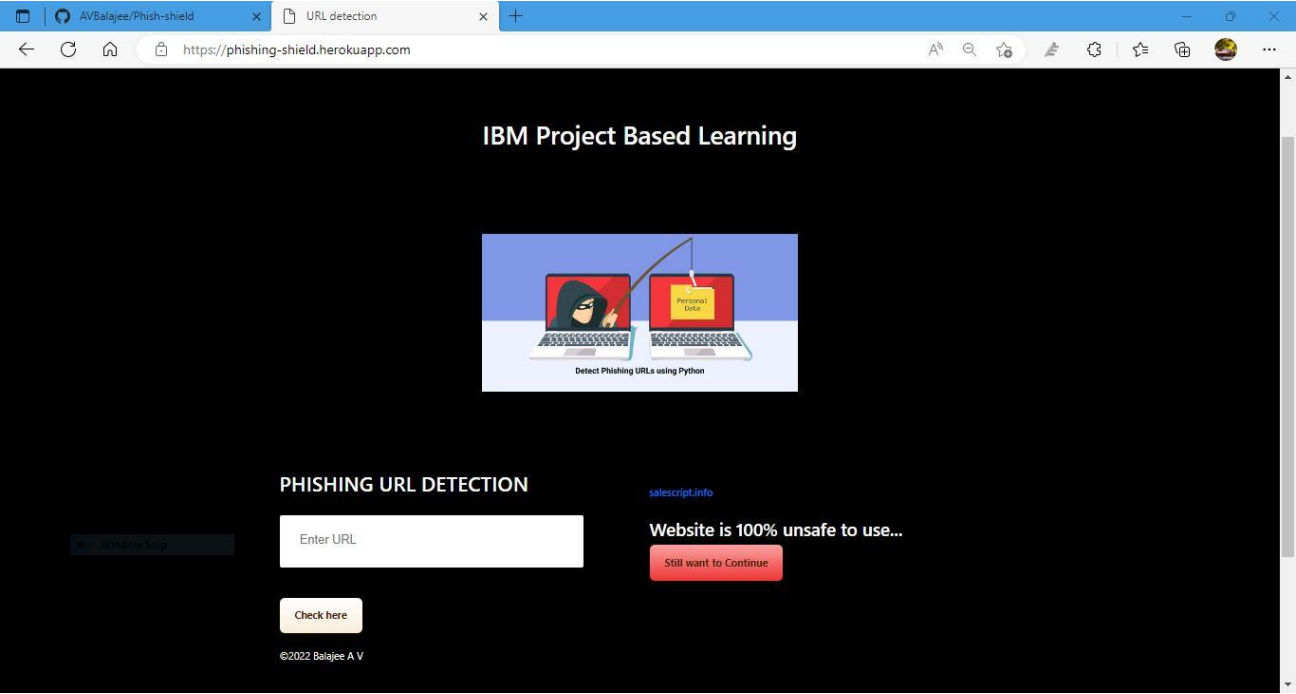 AVBalajee/Phish-shield
URL detection
https://phishing-shield.herokuapp.com
IBM Project Based Learning
Personal
Data
Detect Phishing URLs using Python
PHISHING URL DETECTION
Enter URL
Check here
©2022 Balajee A V
salescript.info
Website is 100% unsafe to use...
Still want to Continue
Window Snip